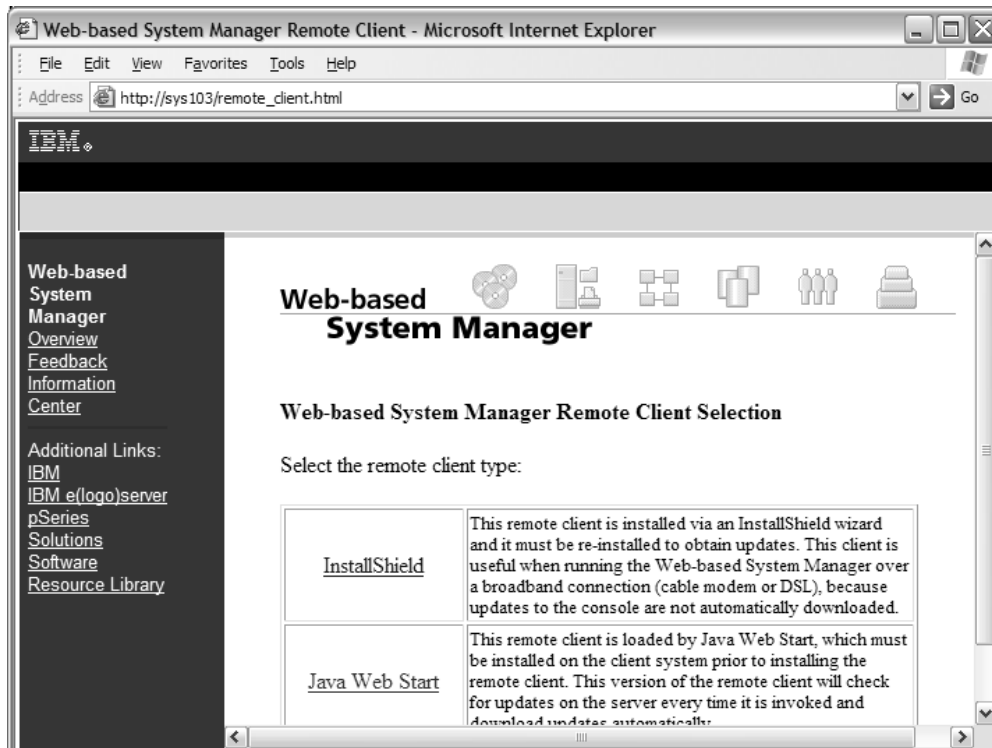 Web-based System Manager Remote Client - Microsoft Internet Explorer
File Edit View Favorites Tools Help
Address http://sys103/remote_client.html Go
IBM
Web-based
System
Manager
Overview
Feedback
Information
Center
Additional Links:
IBM
IBM e(logo)server
pSeries
Solutions
Software
Resource Library
Web-based
System Manager
Web-based System Manager Remote Client Selection
Select the remote client type:
InstallShield
This remote client is installed via an InstallShield wizard
and it must be re-installed to obtain updates. This client is
useful when running the Web-based System Manager over
a broadband connection (cable modem or DSL), because
updates to the console are not automatically downloaded.
Java Web Start
This remote client is loaded by Java Web Start, which must
be installed on the client system prior to installing the
remote client. This version of the remote client will check
for updates on the server every time it is invoked and
download updates automatically.